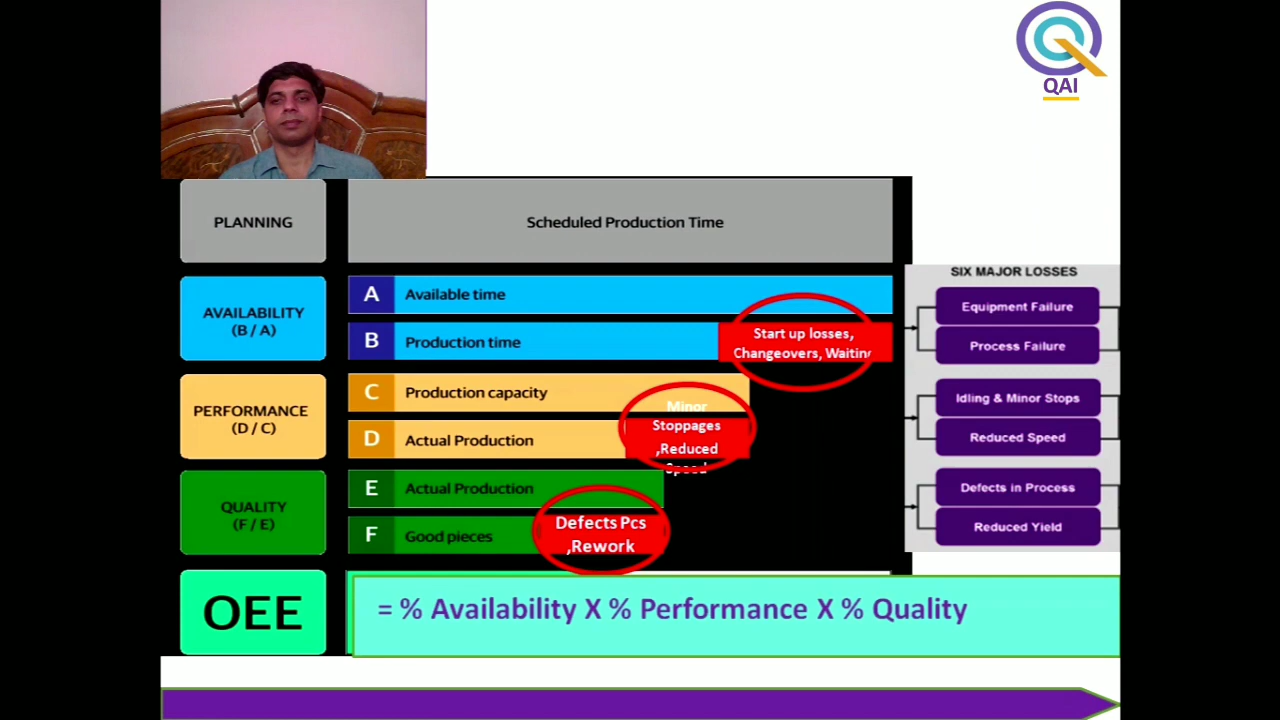 QAI
PLANNING
Scheduled Production Time
AVAILABILITY
(B / A)
A
Available time
B
Production time
Start up losses,
Changeovers, Waitin
PERFORMANCE
(D / C)
C
Production capacity
D
Actual Production
Minor
Stoppages
,Reduced
Speed
QUALITY
(F / E)
E
Actual Production
F
Good pieces
Defects Pcs
,Rework
SIX MAJOR LOSSES
Equipment Failure
Process Failure
Idling & Minor Stops
Reduced Speed
Defects in Process
Reduced Yield
OEE
= % Availability X % Performance X % Quality